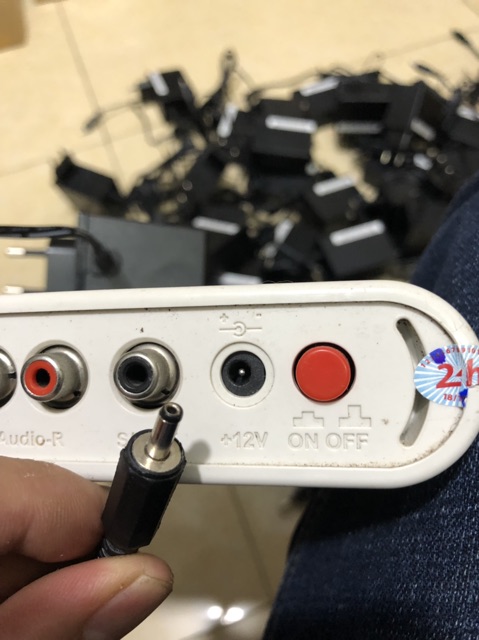 + -
Audio-R
+12V
ON OFF
24h